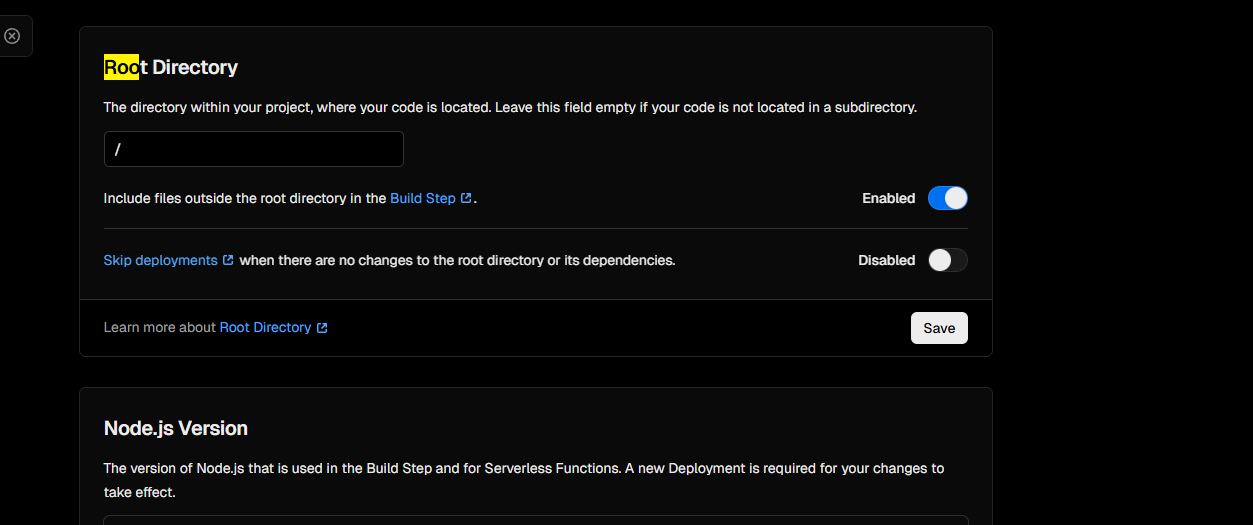 Root Directory
The directory within your project, where your code is located. Leave this field empty if your code is not located in a subdirectory.
/
Include files outside the root directory in the Build Step .
Enabled
Skip deployments when there are no changes to the root directory or its dependencies.
Disabled
Learn more about Root Directory
Save
Node.js Version
The version of Node.js that is used in the Build Step and for Serverless Functions. A new Deployment is required for your changes to
take effect.